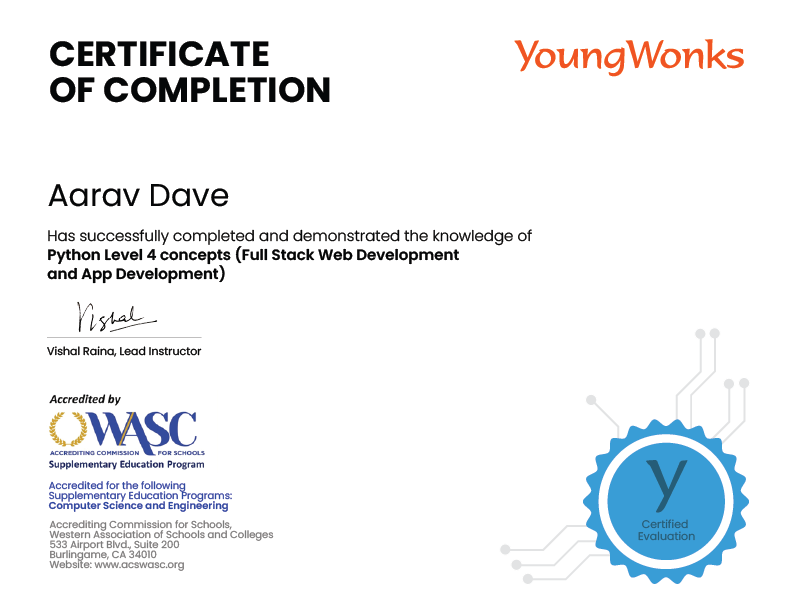 CERTIFICATE
OF COMPLETION
YoungWonks
Aarav Dave
Has successfully completed and demonstrated the knowledge of
Python Level 4 concepts (Full Stack Web Development
and App Development)
Vishal
Vishal Raina, Lead Instructor
Accredited by
WASC
ACCREDITING COMMISSION FOR SCHOOLS
Supplementary Education Program
Accredited for the following
Supplementary Education Programs:
Computer Science and Engineering
Accrediting Commission for Schools,
Western Association of Schools and Colleges
533 Airport Blvd., Suite 200
Burlingame, CA 34010
Website: www.acswasc.org
y
Certified
Evaluation